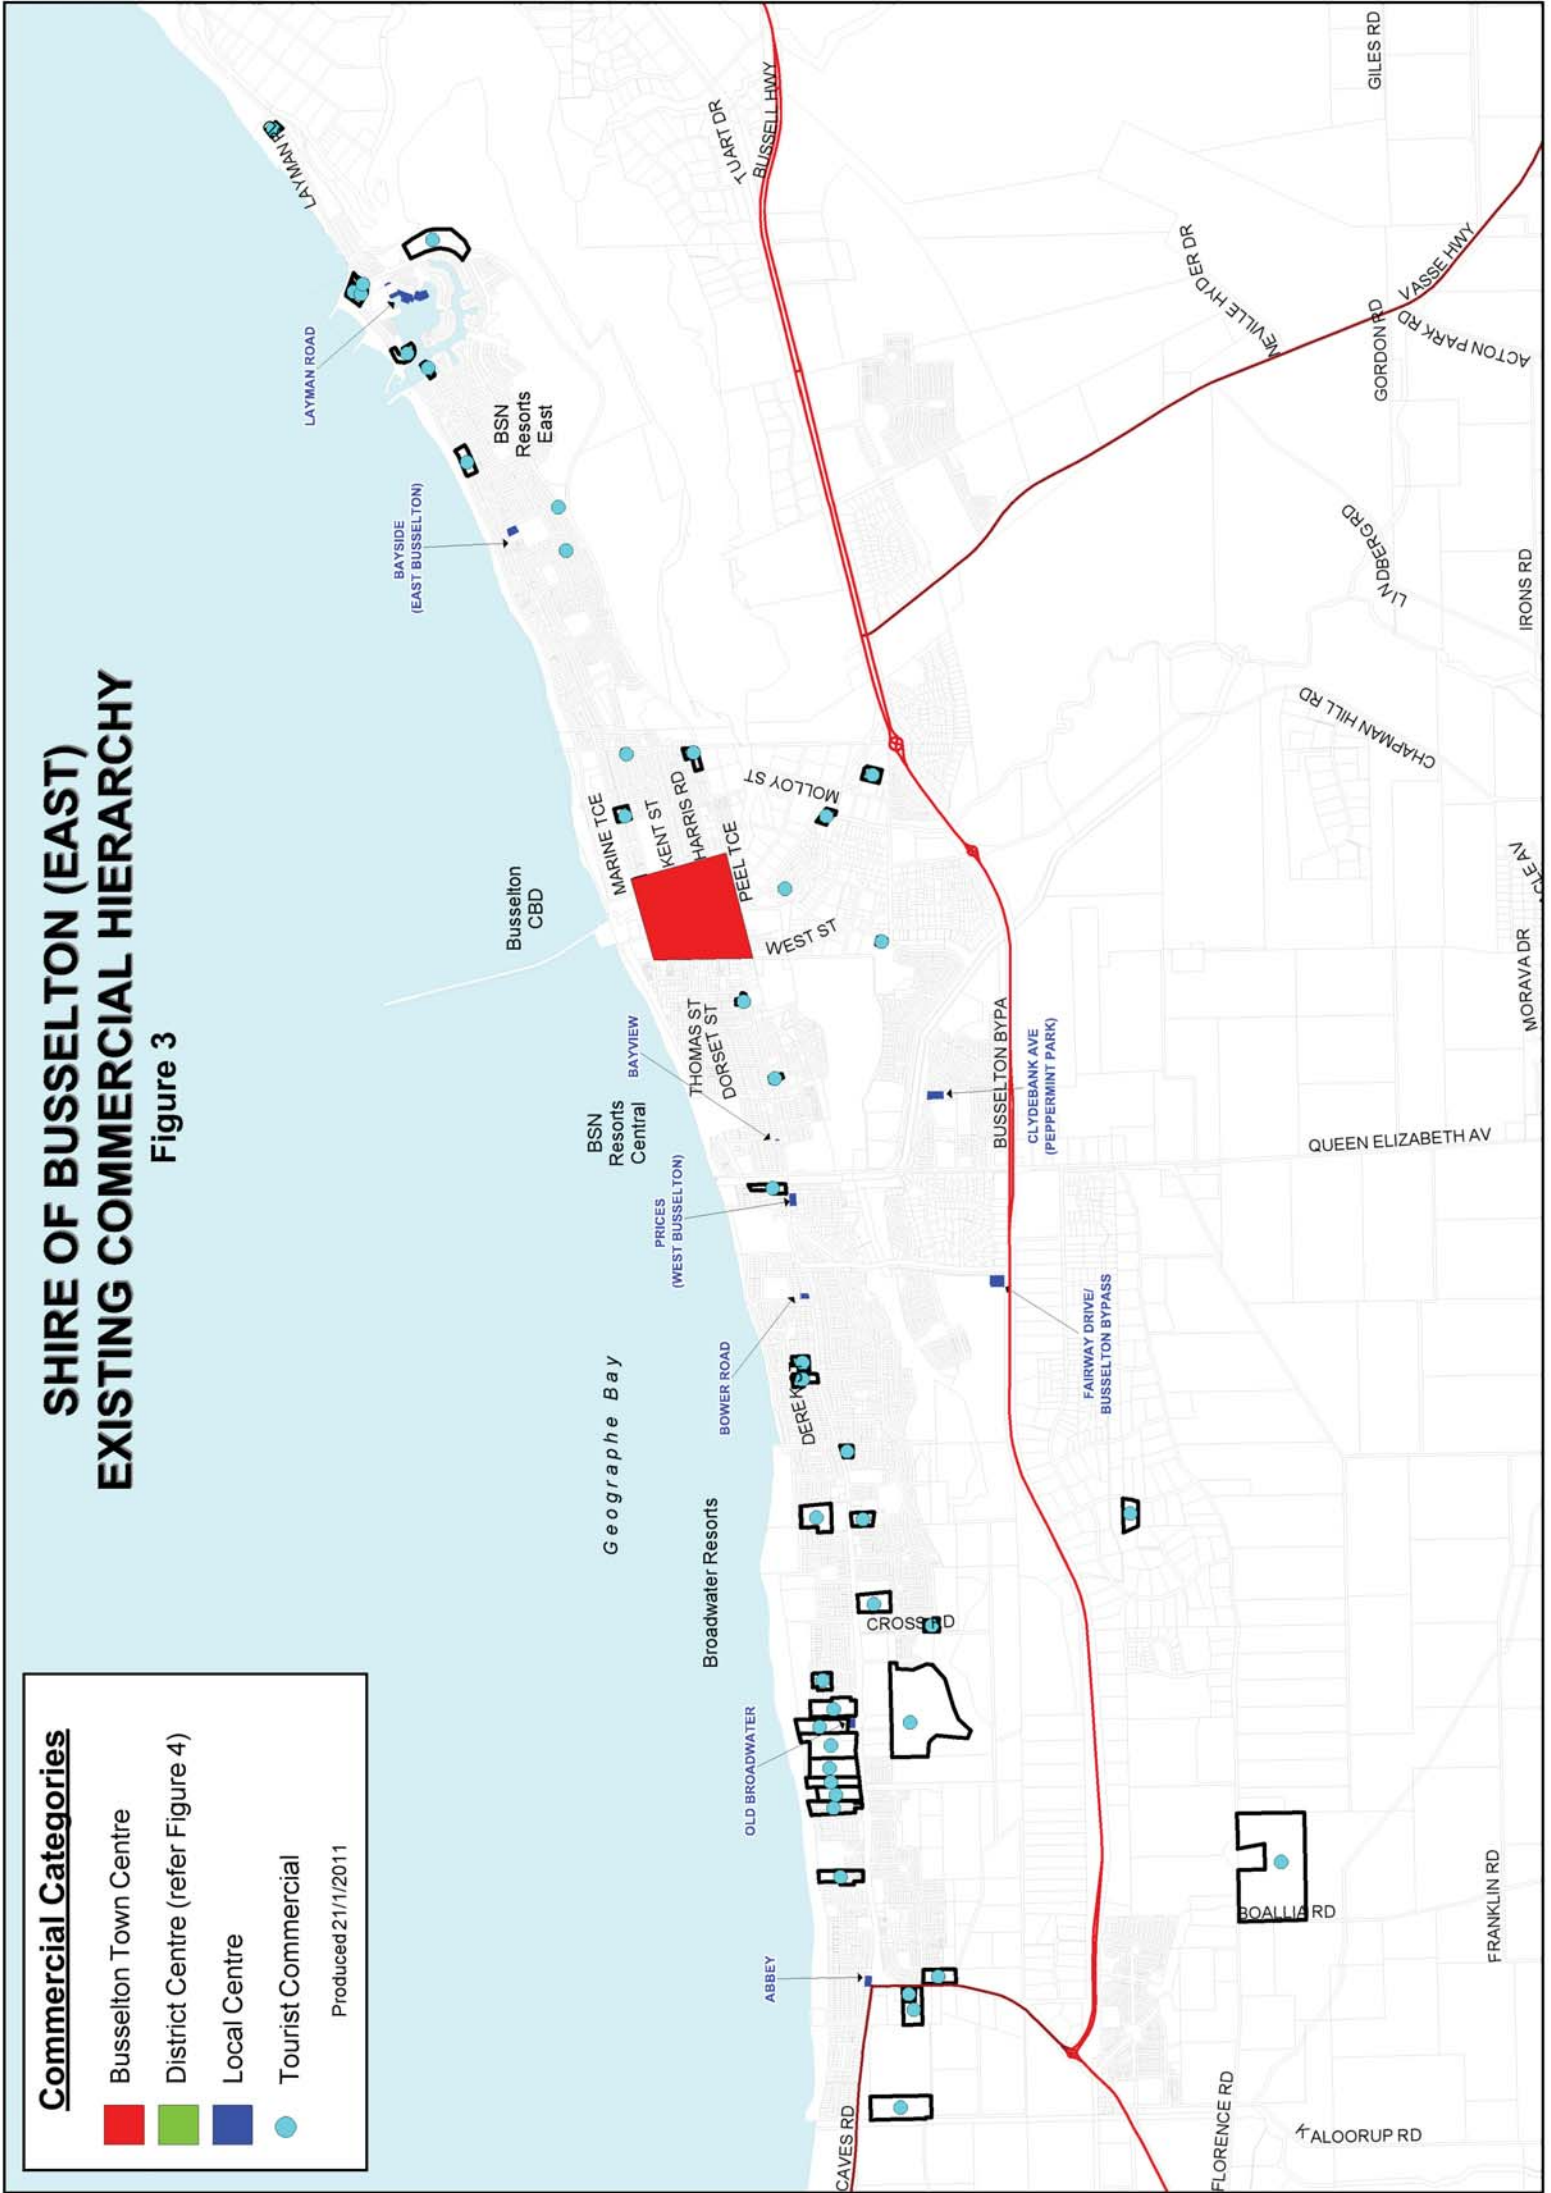 SHIRE OF BUSSELTON (EAST)
EXISTING COMMERCIAL HIERARCHY
Figure 3
Commercial Categories
Busselton Town Centre
District Centre (refer Figure 4)
Local Centre
Tourist Commercial
Produced 21/1/2011
Geographe Bay
Broadwater Resorts
BSN
Resorts
Central
Busselton
CBD
BSN
Resorts
East
ABBEY
OLD BROADWATER
BOWER ROAD
PRICES
(WEST BUSSELTON)
BAYVIEW
BAYSIDE
(EAST BUSSELTON)
LAYMAN ROAD
FAIRWAY DRIVE/
BUSSELTON BYPASS
CLYDEBANK AVE
(PEPPERMINT PARK)
CAVES RD
CROSS RD
THOMAS ST
DORSET ST
MARINE TCE
KENT ST
HARRIS RD
PEEL TCE
WEST ST
MOLLOY ST
BUSSELTON BYPA
TUART DR
BUSSELL HWY
GILES RD
NEVILLE HYDER DR
VASSE HWY
GORDON RD
ACTON PARK RD
LINDBERG RD
IRONS RD
CHAPMAN HILL RD
MORAVA DR
QUEEN ELIZABETH AV
FRANKLIN RD
BOALLIA RD
FLORENCE RD
KALOORUP RD